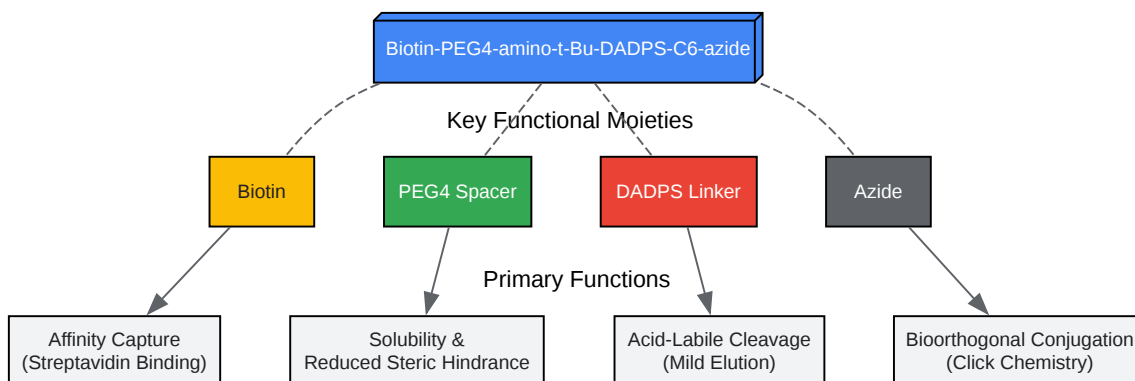 Biotin-PEG4-amino-t-Bu-DADPS-C6-azide
Key Functional Moieties
Biotin
PEG4 Spacer
DADPS Linker
Azide
Primary Functions
Affinity Capture
(Streptavidin Binding)
Solubility &
Reduced Steric Hindrance
Acid-Labile Cleavage
(Mild Elution)
Bioorthogonal Conjugation
(Click Chemistry)